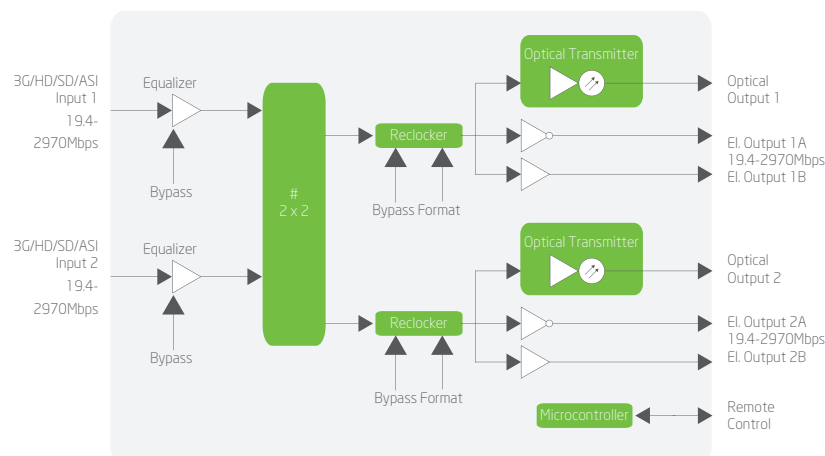 3G/HD/SD/ASI
Input 1
19.4-
2970Mbps
Equalizer
Bypass
#
2 x 2
Reclocker
Bypass Format
Optical Transmitter
Optical
Output 1
El. Output 1A
19.4-2970Mbps
El. Output 1B
3G/HD/SD/ASI
Input 2
19.4-
2970Mbps
Equalizer
Bypass
Reclocker
Bypass Format
Optical Transmitter
Optical
Output 2
El. Output 2A
19.4-2970Mbps
El. Output 2B
Microcontroller
Remote
Control